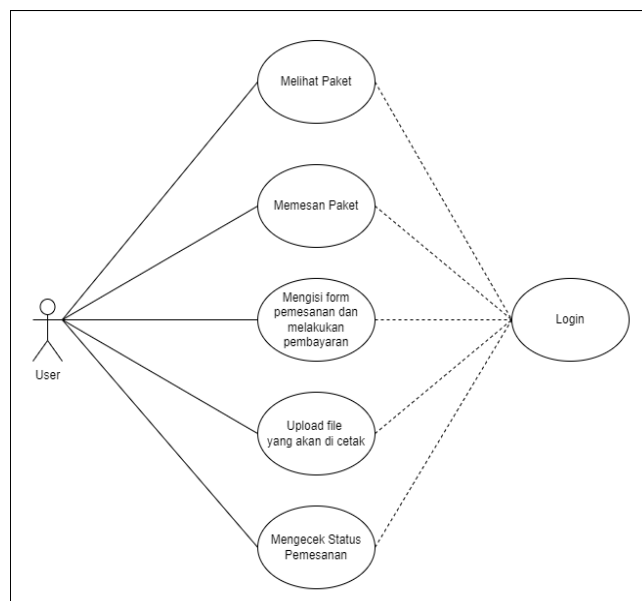 Melihat Paket
Memesan Paket
Mengisi form
pemesanan dan
melakukan
pembayaran
Login
User
Upload file
yang akan di cetak
Mengecek Status
Pemesanan